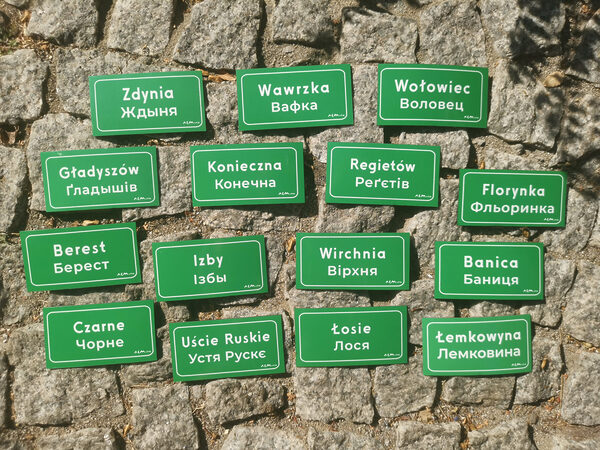 Zdynia
Ждыня
Wawrzka
Вафка
Wołowiec
Воловец
Gładyszów
Ґладышів
Konieczna
Конечна
Regietów
Реґєтів
Florynka
Фльоринка
Berest
Берест
Izby
Ізбы
Wirchnia
Вірхня
Banica
Баниця
Czarne
Чорне
Uście Ruskie
Устя Рускє
Łosie
Лося
Łemkowyna
Лемковина